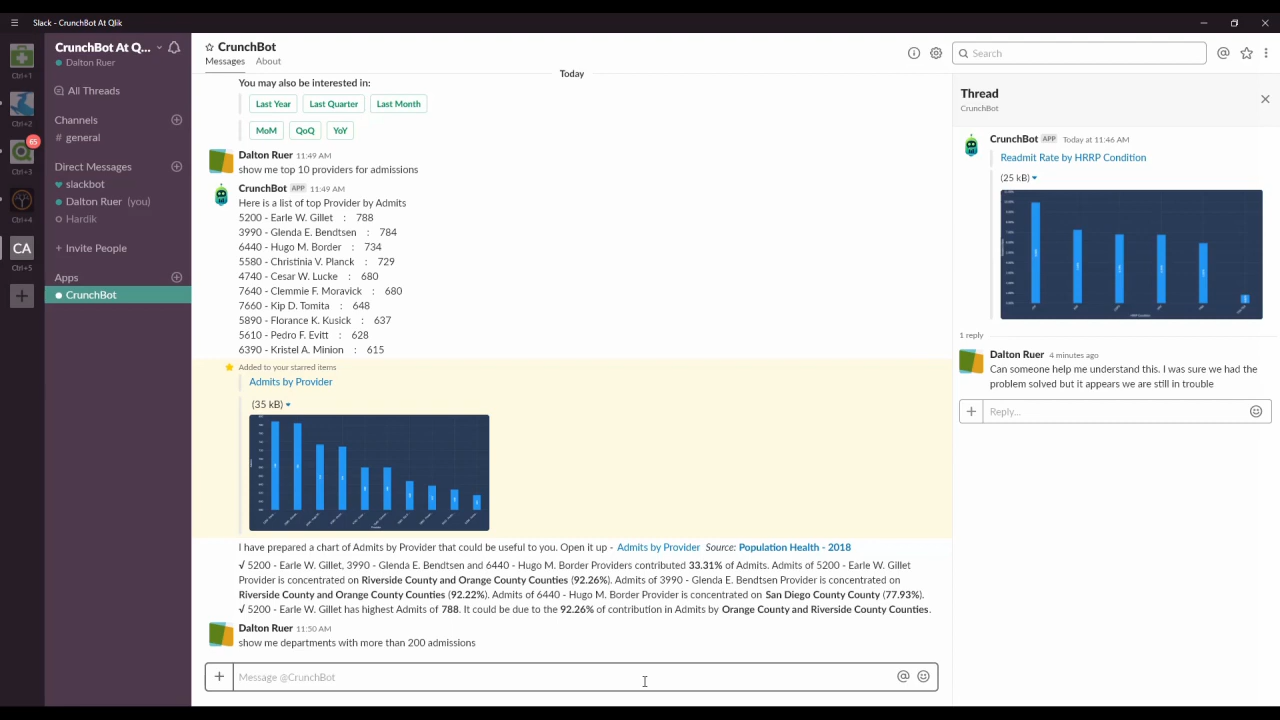 Slack - CrunchBot At Qlik
Ctrl+1
Ctrl+2
65
Ctrl+4
CA
Ctrl+5
CrunchBot At Q...
Dalton Ruer
All Threads
Channels
# general
Direct Messages
slackbot
Dalton Ruer (you)
Hardik
+ Invite People
Apps
CrunchBot
CrunchBot
Messages About
Search
Today
You may also be interested in:
Last Year Last Quarter Last Month
MoM QoQ YoY
Dalton Ruer 11:49 AM
show me top 10 providers for admissions
CrunchBot APP 11:49 AM
Here is a list of top Provider by Admits
5200 - Earle W. Gillet : 788
3990 - Glenda E. Bendtsen : 784
6440 - Hugo M. Border : 734
5580 - Christinia V. Planck : 729
4740 - Cesar W. Lucke : 680
7640 - Clemmie F. Moravick : 680
7660 - Kip D. Tomita : 648
5890 - Florance K. Kusick : 637
5610 - Pedro F. Evitt : 628
6390 - Kristel A. Minion : 615
Added to your starred items
Admits by Provider
(35 kB)
I have prepared a chart of Admits by Provider that could be useful to you. Open it up - Admits by Provider Source: Population Health - 2018
√ 5200 - Earle W. Gillet, 3990 - Glenda E. Bendtsen and 6440 - Hugo M. Border Providers contributed 33.31% of Admits. Admits of 5200 - Earle W. Gillet
Provider is concentrated on Riverside County and Orange County Counties (92.26%). Admits of 3990 - Glenda E. Bendtsen Provider is concentrated on
Riverside County and Orange County Counties (92.22%). Admits of 6440 - Hugo M. Border Provider is concentrated on San Diego County County (77.93%).
√ 5200 - Earle W. Gillet has highest Admits of 788. It could be due to the 92.26% of contribution in Admits by Orange County and Riverside County Counties.
Dalton Ruer 11:50 AM
show me departments with more than 200 admissions
Message @CrunchBot
Thread
CrunchBot
CrunchBot APP Today at 11:46 AM
Readmit Rate by HRRP Condition
(25 kB)
1 reply
Dalton Ruer 4 minutes ago
Can someone help me understand this. I was sure we had the
problem solved but it appears we are still in trouble
Reply...